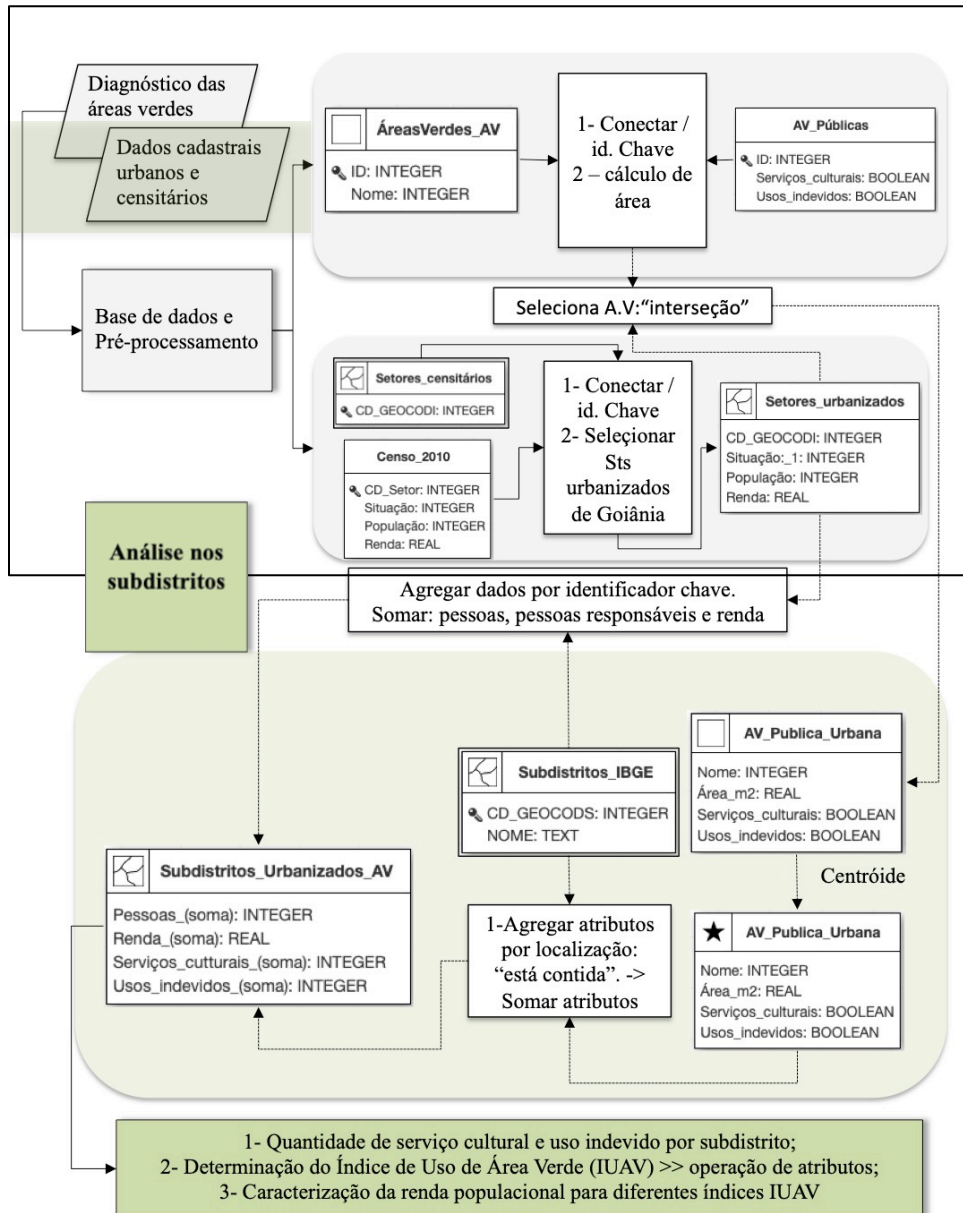 Diagnóstico das
áreas verdes
Dados cadastrais
urbanos e
censitários
Base de dados e
Pré-processamento
ÁreasVerdes_AV
ID: INTEGER
Nome: INTEGER
1- Conectar /
id. Chave
2 – cálculo de
área
AV_Públicas
ID: INTEGER
Serviços_culturais: BOOLEAN
Usos_indevidos: BOOLEAN
Seleciona A.V:“interseção”
Setores_censitários
CD_GEOCODI: INTEGER
Censo_2010
CD_Setor: INTEGER
Situação: INTEGER
População: INTEGER
Renda: REAL
1- Conectar /
id. Chave
2- Seleçionar
Sts
urbanizados
de Goiânia
Setores_urbanizados
CD_GEOCODI: INTEGER
Situação:_1: INTEGER
População: INTEGER
Renda: REAL
Análise nos
subdistritos
Agregar dados por identificador chave.
Somar: pessoas, pessoas responsáveis e renda
Subdistritos_IBGE
CD_GEOCODS: INTEGER
NOME: TEXT
AV_Publica_Urbana
Nome: INTEGER
Área_m2: REAL
Serviços_culturais: BOOLEAN
Usos_indevidos: BOOLEAN
Centróide
Subdistritos_Urbanizados_AV
Pessoas_(soma): INTEGER
Renda_(soma): REAL
Serviços_cutturais_(soma): INTEGER
Usos_indevidos_(soma): INTEGER
1-Agregar atributos
por localização:
“está contida”. ->
Somar atributos
AV_Publica_Urbana
Nome: INTEGER
Área_m2: REAL
Serviços_culturais: BOOLEAN
Usos_indevidos: BOOLEAN
1- Quantidade de serviço cultural e uso indevido por subdistrito;
2- Determinação do Índice de Uso de Área Verde (IUAV) >> operação de atributos;
3- Caracterização da renda populacional para diferentes índices IUAV